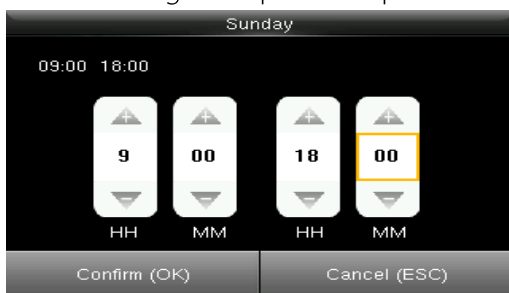 Sunday
09:00 18:00
+ + + +
9 00 18 00
HH MM HH MM
Confirm (OK) Cancel (ESC)